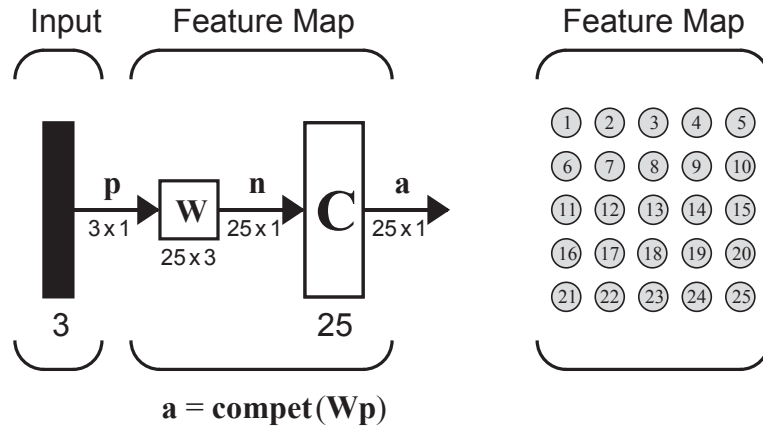 Input Feature Map Feature Map
1 2 3 4 5
p n a
6 7 8 9 10
W C
3 x 1 25 x 1 25 x 1
11 12 13 14 15
25 x 3
16 17 18 19 20
21 22 23 24 25
3 25
a = compet(Wp)